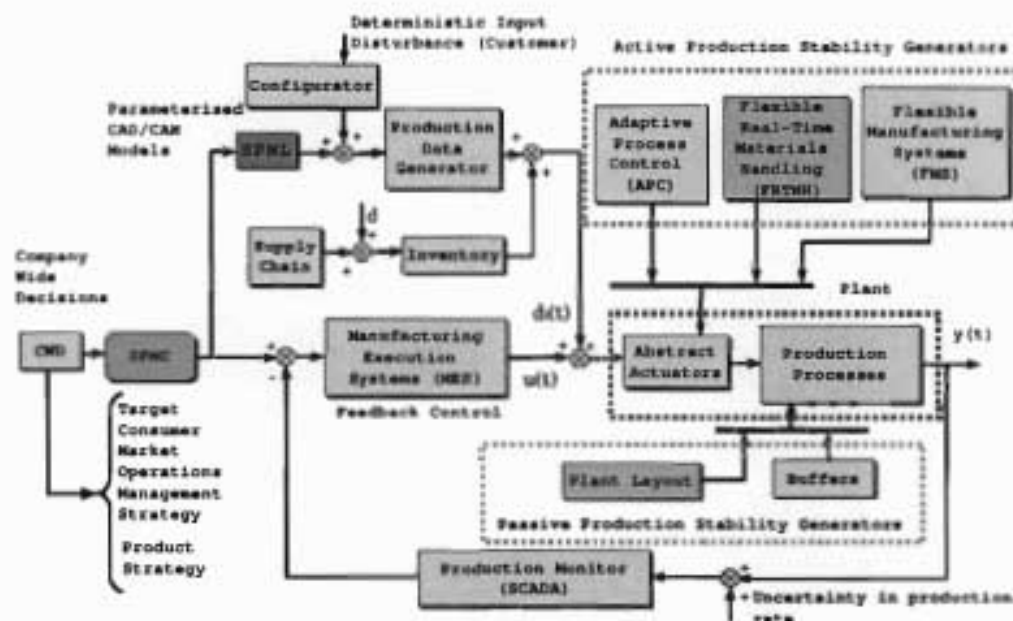 Deterministic Input
Disturbance (Customer)
Active Production Stability Generators
Configurator
Parameterised
CAD/CAM
Models
Production
Data
Generator
Adaptive
Process
Control
(APC)
Flexible
Real-Time
Materials
Handling
(FRTMH)
Flexible
Manufacturing
Systems
(FMS)
+
+
+
+
d
+
+
Supply
Chain
Inventory
Company
Wide
Decisions
Plant
dᵢ(t)
CWD
+
-
Manufacturing
Execution
Systems (MES)
Feedback Control
u(t)
+
+
Abstract
Actuators
Production
Processes
y(t)
Target
Consumer
Market
Operations
Management
Strategy
Product
Strategy
Plant Layout
Buffers
Passive Production Stability Generators
Production Monitor
(SCADA)
+
+
Uncertainty in production
rate